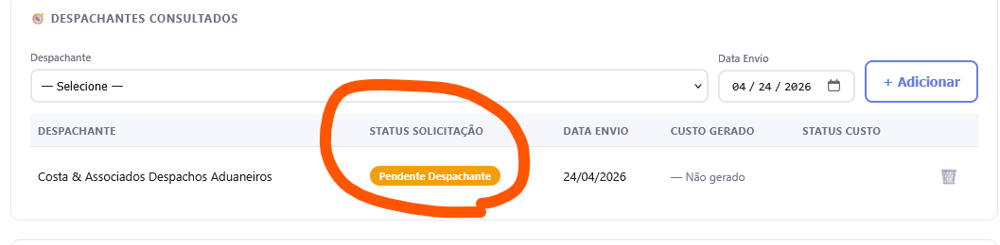 DESPACHANTES CONSULTADOS
Despachante
Data Envio
— Selecione —
04 / 24 / 2026
+ Adicionar
DESPACHANTE STATUS SOLICITAÇÃO DATA ENVIO CUSTO GERADO STATUS CUSTO
Costa & Associados Despachos Aduaneiros Pendente Despachante 24/04/2026 — Não gerado